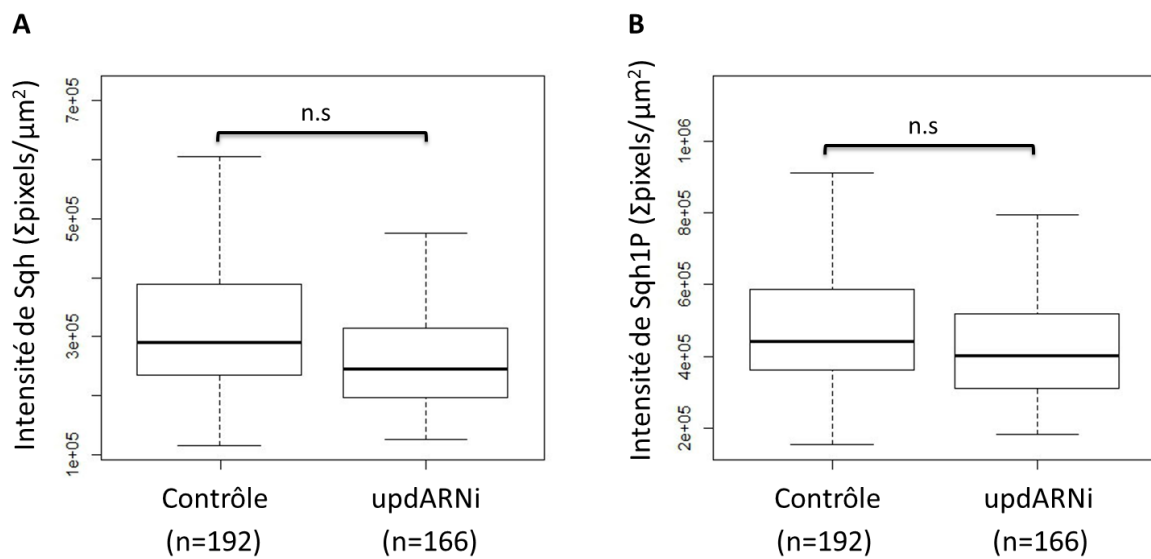 A
Intensité de Sqh (Σpixels/µm²)
7e+05
5e+05
3e+05
1e+05
n.s
Contrôle
(n=192)
updARNi
(n=166)
B
Intensité de Sqh1P (Σpixels/µm²)
1e+06
8e+05
6e+05
4e+05
2e+05
n.s
Contrôle
(n=192)
updARNi
(n=166)